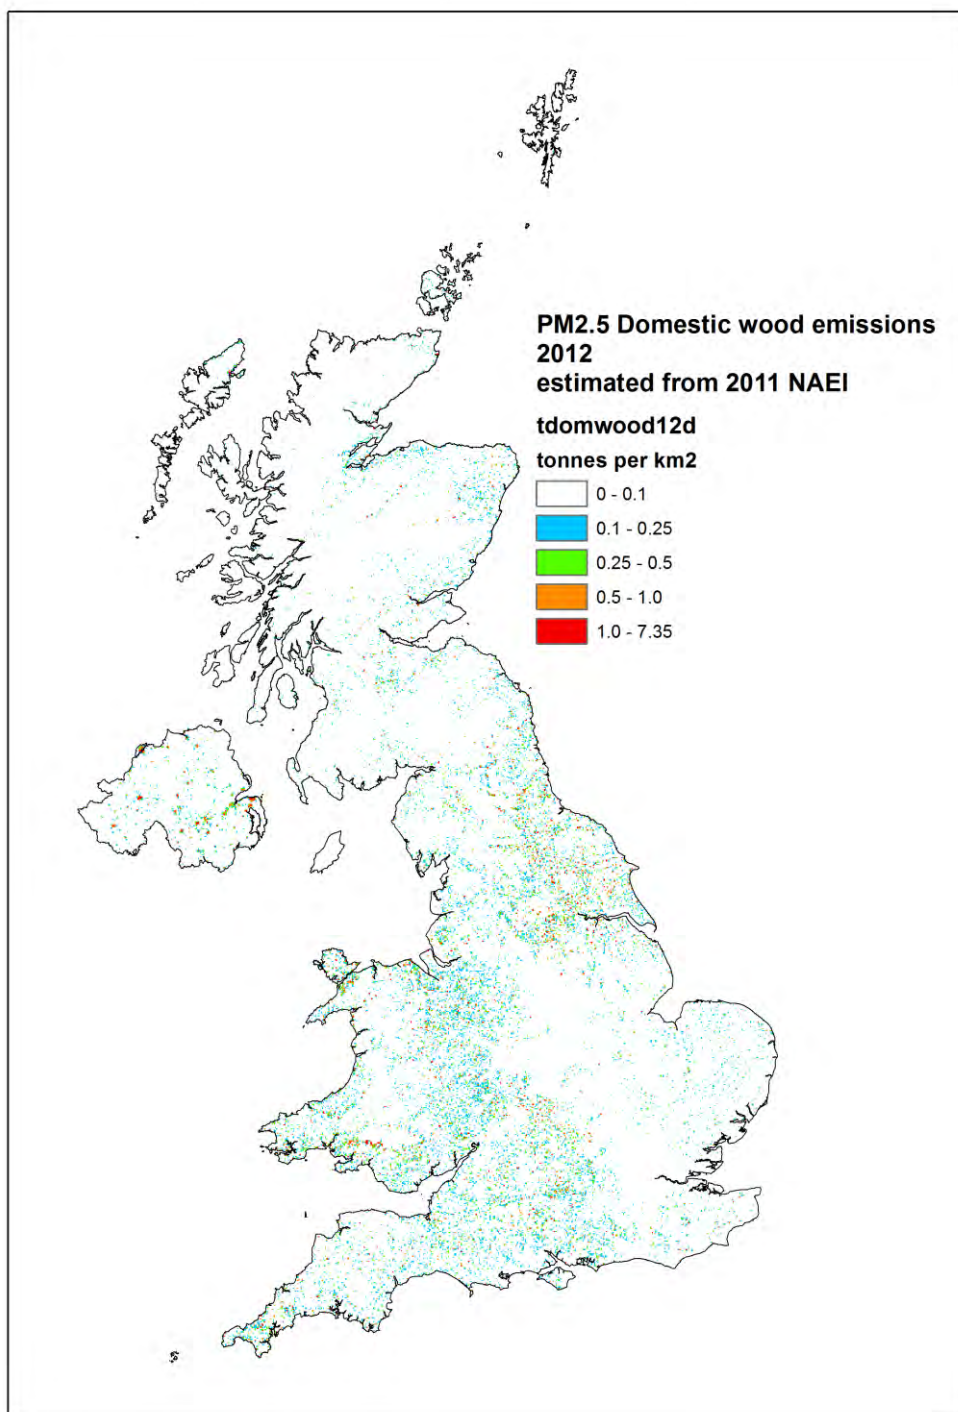 PM2.5 Domestic wood emissions
2012
estimated from 2011 NAEI
tdomwood12d
tonnes per km2
0 - 0.1
0.1 - 0.25
0.25 - 0.5
0.5 - 1.0
1.0 - 7.35